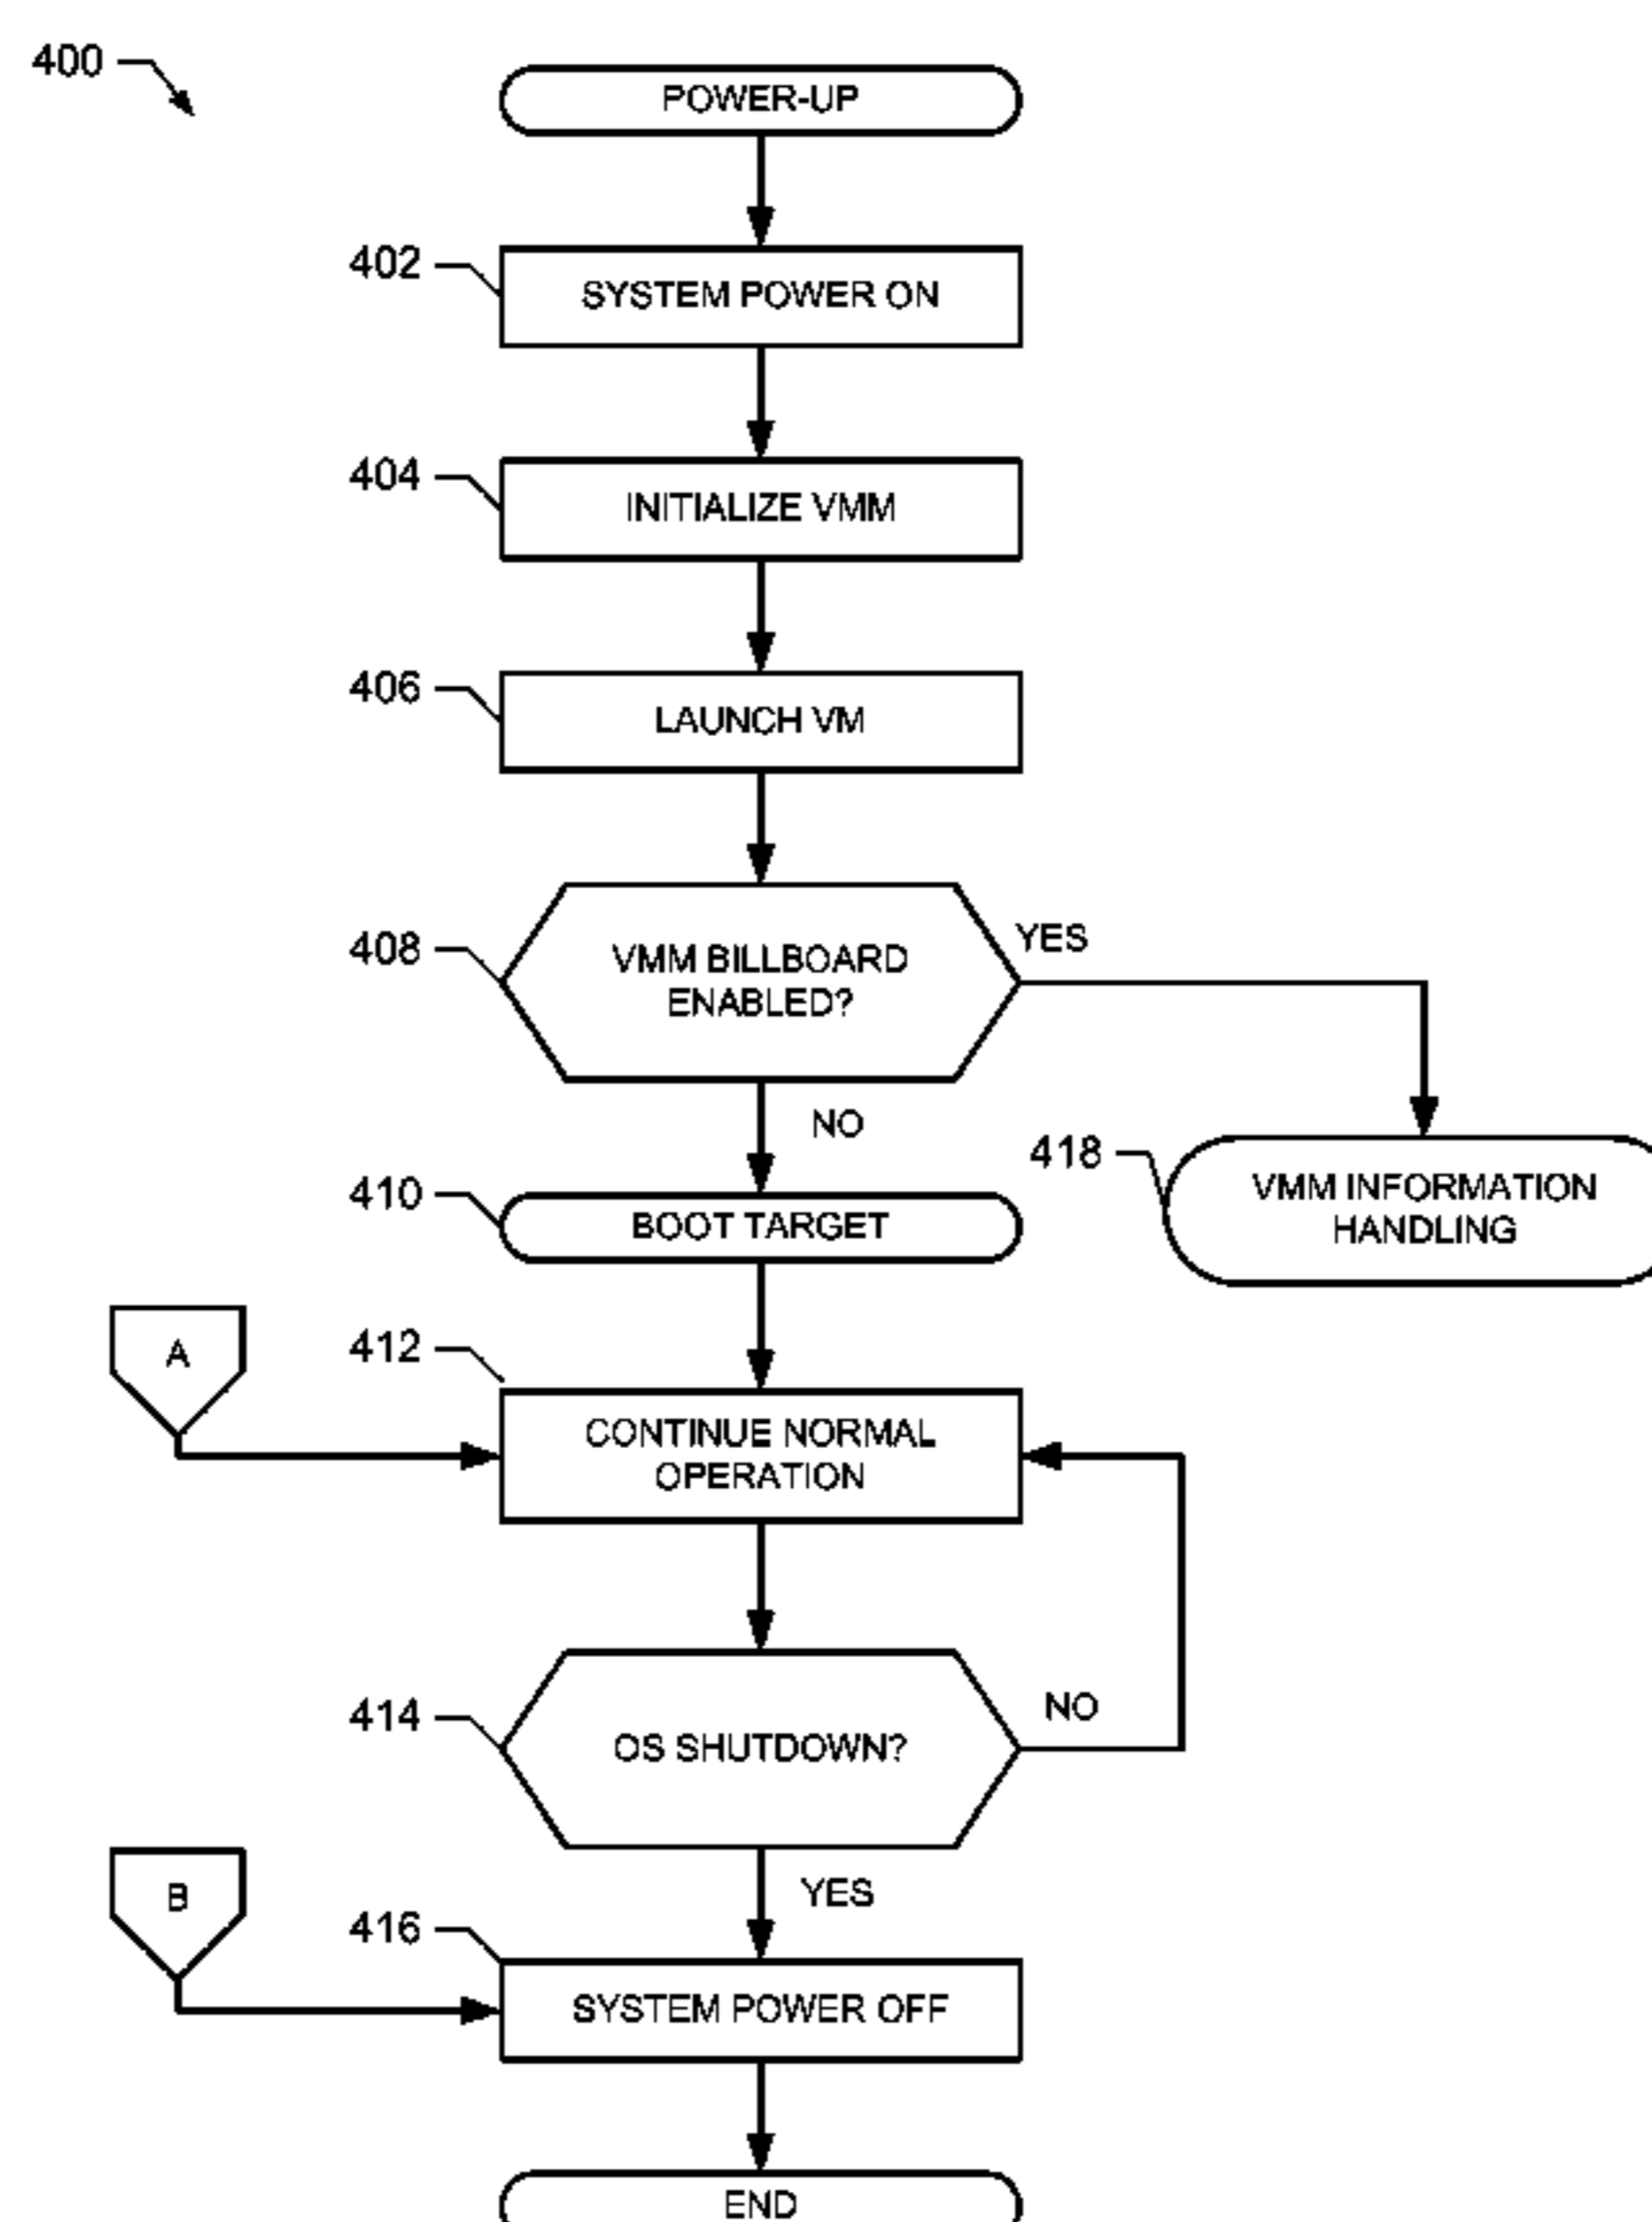 400
POWER-UP
402
SYSTEM POWER ON
404
INITIALIZE VMM
406
LAUNCH VM
408
VMM BILLBOARD
ENABLED?
YES
NO
418
VMM INFORMATION
HANDLING
410
BOOT TARGET
A
412
CONTINUE NORMAL
OPERATION
414
OS SHUTDOWN?
NO
YES
B
416
SYSTEM POWER OFF
END